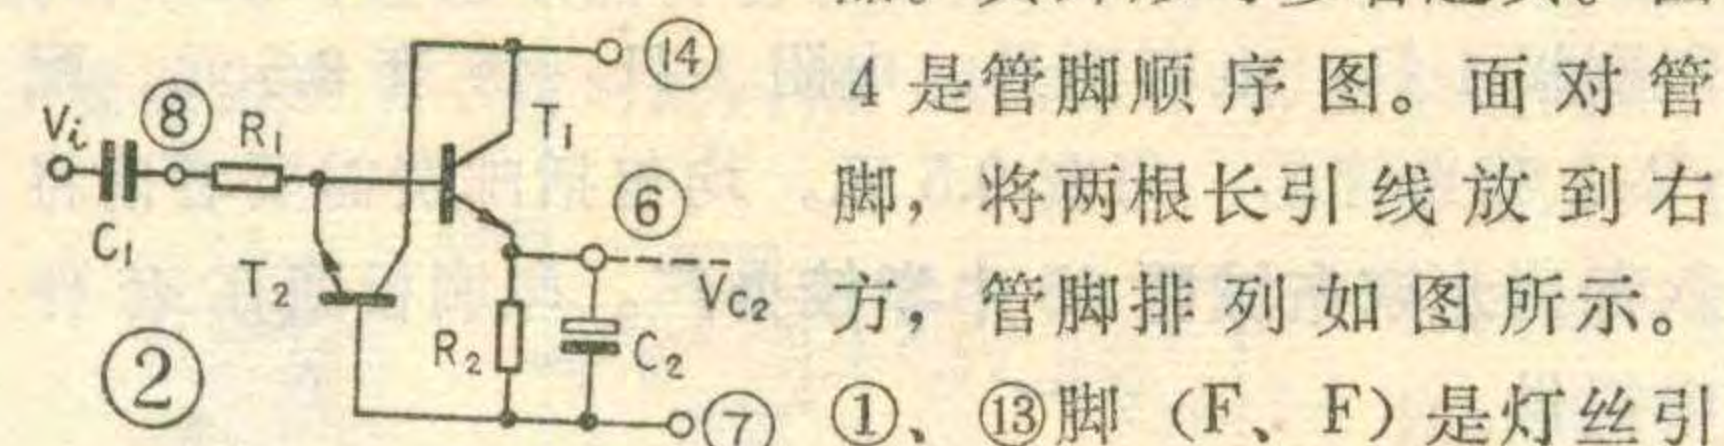 ⑭
Vi
⑧
R₁
T₁
C₁
⑥
T₂
V_C₂
R₂
C₂
②
⑦
4 是管脚顺序图。面对管
脚，将两根长引线放到右
方，管脚排列如图所示。
①、⑬脚（F、F）是灯丝引